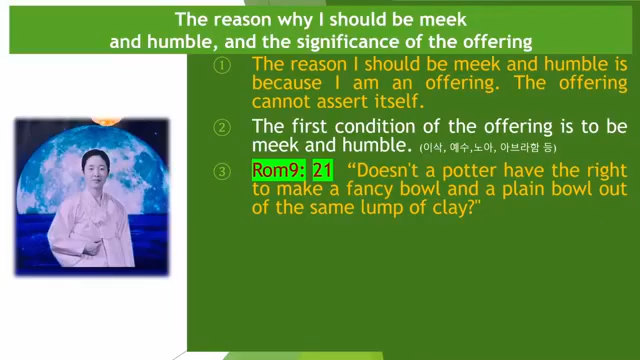 The reason why I should be meek
and humble, and the significance of the offering
① The reason I should be meek and humble is
because I am an offering. The offering
cannot assert itself.
② The first condition of the offering is to be
meek and humble. (이삭, 예수,노아, 아브라함 등)
③ Rom9: 21 “Doesn't a potter have the right
to make a fancy bowl and a plain bowl out
of the same lump of clay?"